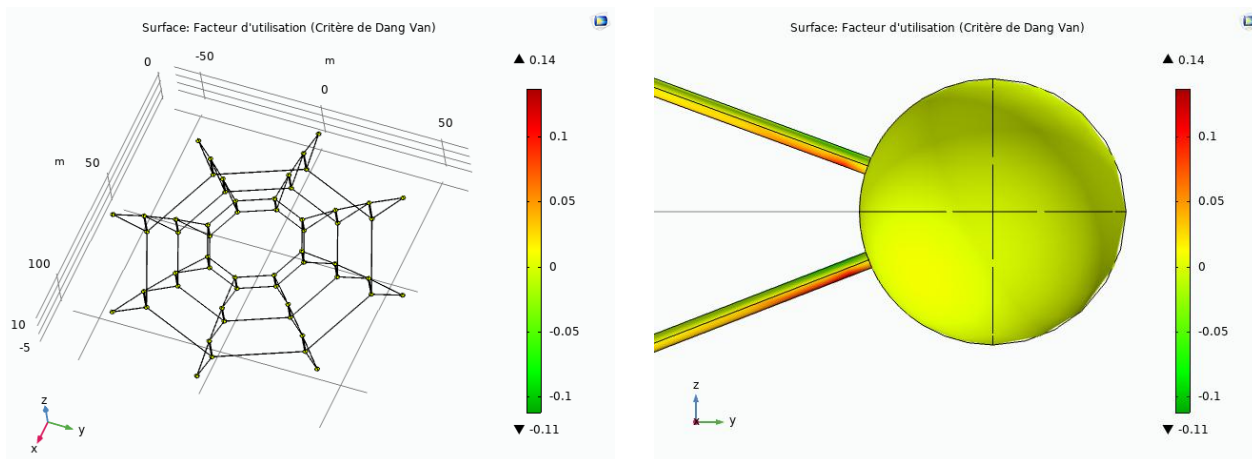 Surface: Facteur d'utilisation (Critère de Dang Van)
0
-50
m
0
50
m
50
100
10
-5
0.14
0.1
0.05
0
-0.05
-0.1
-0.11
z
y
x
Surface: Facteur d'utilisation (Critère de Dang Van)
0.14
0.1
0.05
0
-0.05
-0.1
-0.11
z
x
y